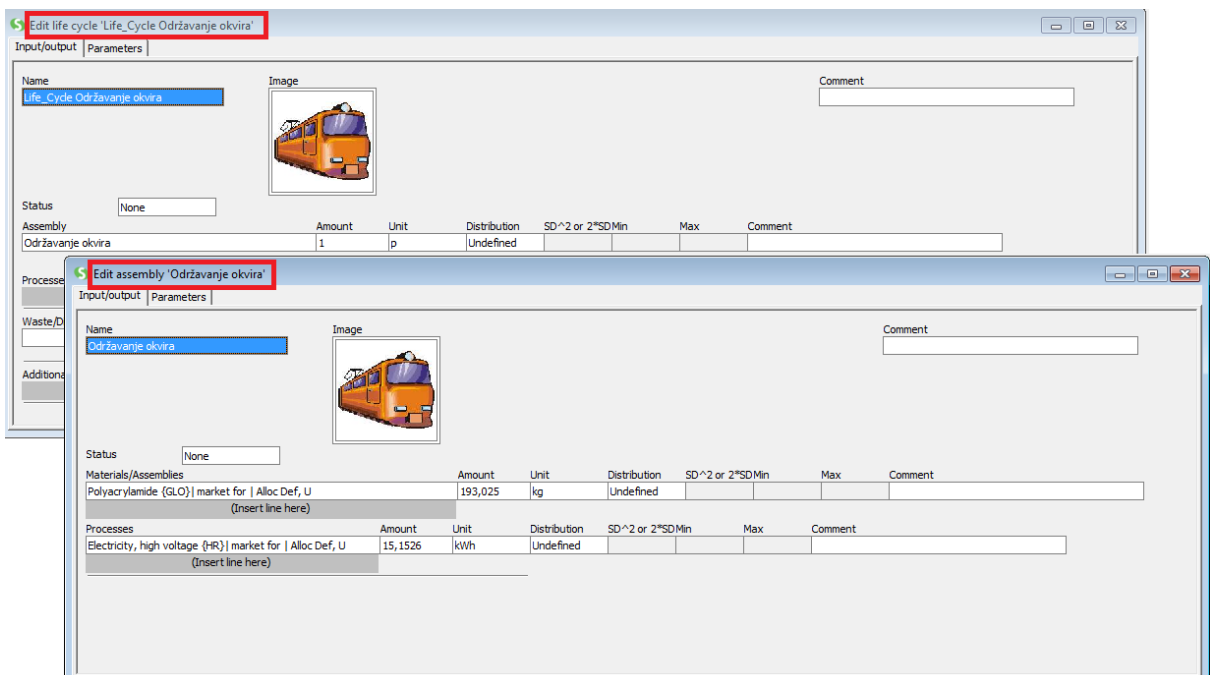 Edit life cycle 'Life_Cycle Održavanje okvira'
Input/output Parameters
Name Image Comment
Life_Cycle Održavanje okvira
Status None
Assembly Amount Unit Distribution SD^2 or 2*SD Min Max Comment
Održavanje okvira 1 p Undefined
Processe
Waste/D
Additiona
Edit assembly 'Održavanje okvira'
Input/output Parameters
Name Image Comment
Održavanje okvira
Status None
Materials/Assemblies Amount Unit Distribution SD^2 or 2*SD Min Max Comment
Polyacrylamide {GLO}| market for | Alloc Def, U 193,025 kg Undefined
(Insert line here)
Processes Amount Unit Distribution SD^2 or 2*SD Min Max Comment
Electricity, high voltage {HR}| market for | Alloc Def, U 15,1526 kWh Undefined
(Insert line here)